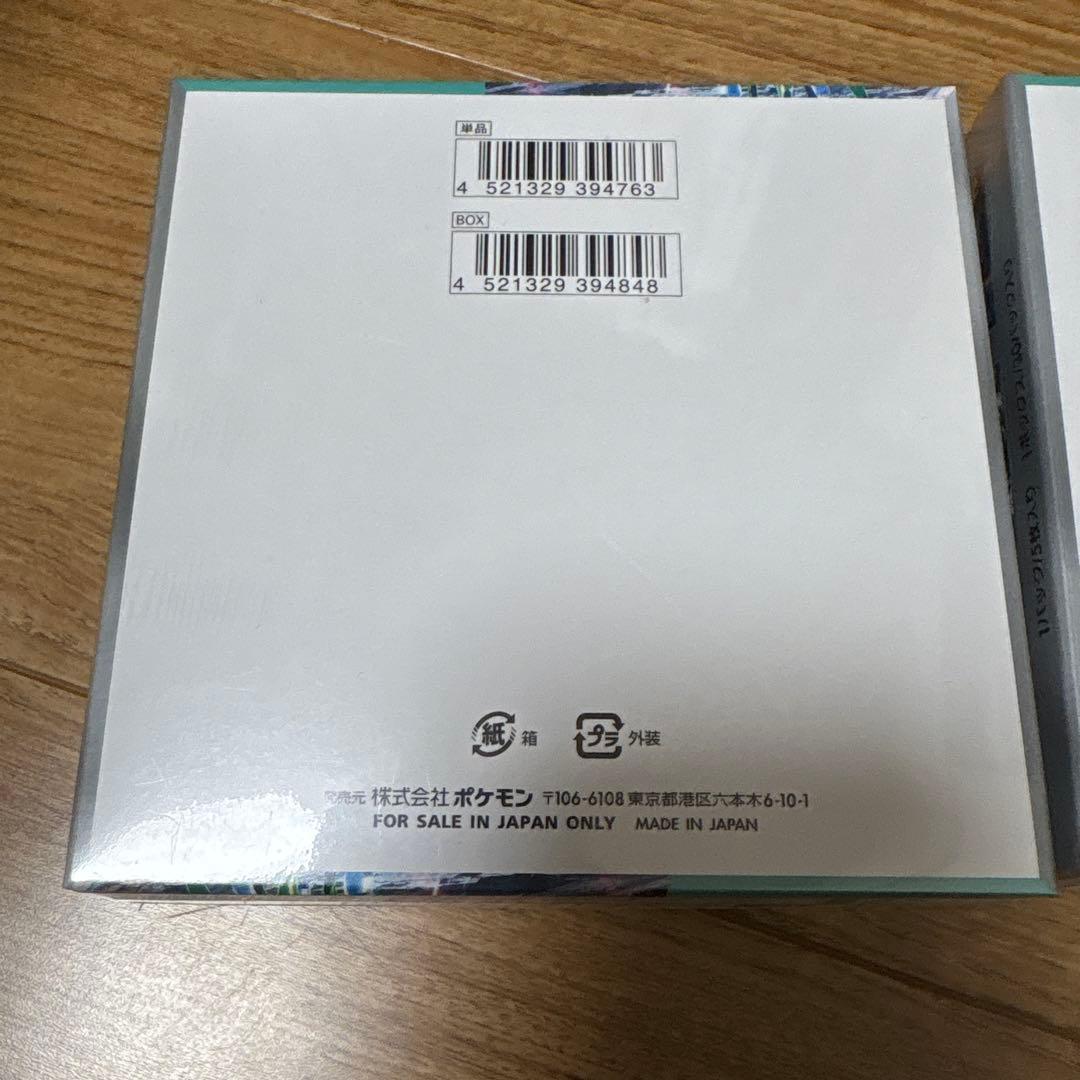 単品
4 521329 394763
BOX
4 521329 394848
紙 箱 プラ 外装
発売元 株式会社ポケモン 〒106-6108 東京都港区六本木6-10-1
FOR SALE IN JAPAN ONLY MADE IN JAPAN